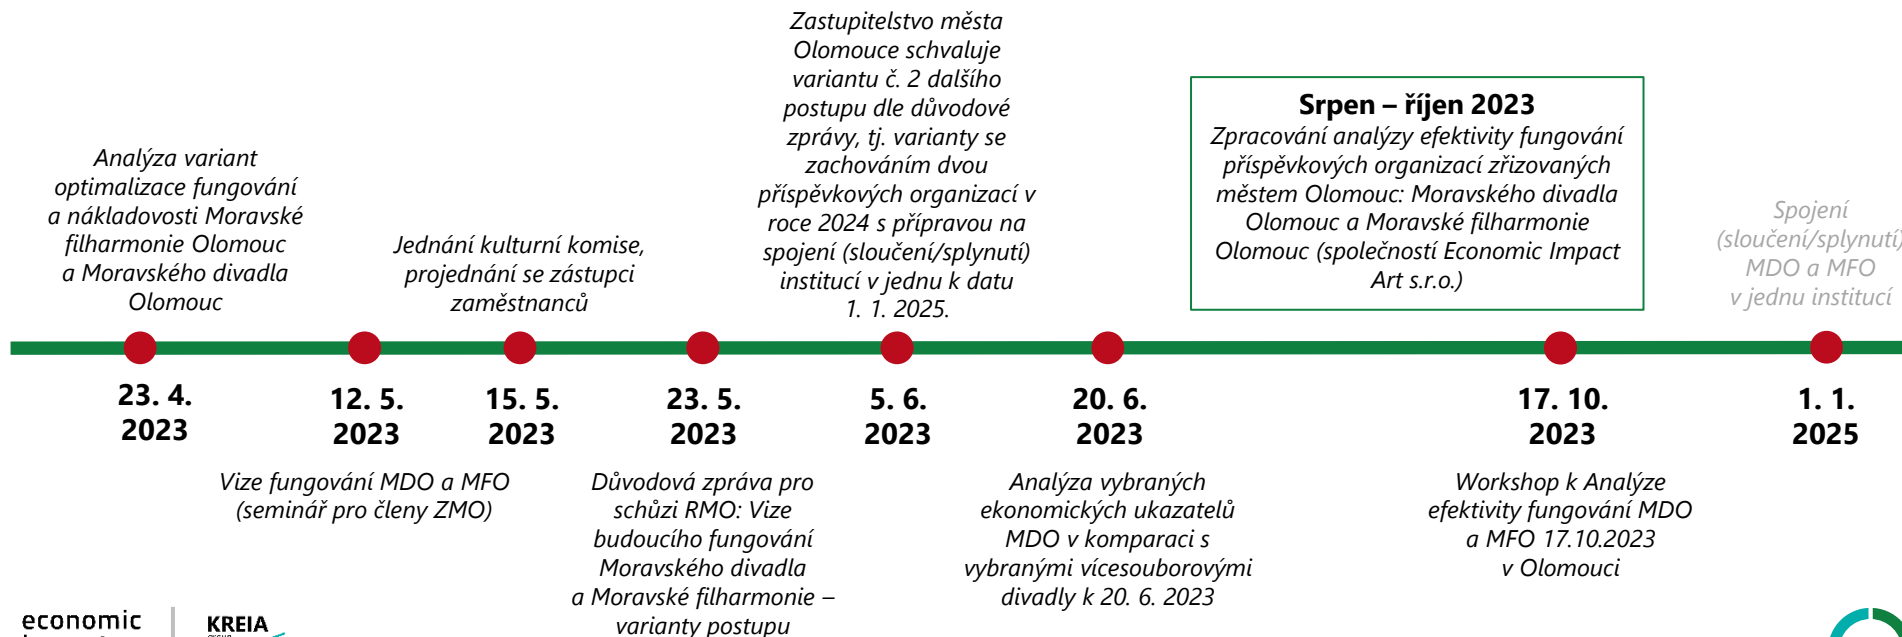 Analýza variant
optimalizace fungování
a nákladovosti Moravské
filharmonie Olomouc
a Moravského divadla
Olomouc
Jednání kulturní komise,
projednání se zástupci
zaměstnanců
Zastupitelstvo města
Olomouce schvaluje
variantu č. 2 dalšího
postupu dle důvodové
zprávy, tj. varianty se
zachováním dvou
příspěvkových organizací v
roce 2024 s přípravou na
spojení (sloučení/splynutí)
institucí v jednu k datu
1. 1. 2025.
Srpen – říjen 2023
Zpracování analýzy efektivity fungování
příspěvkových organizací zřizovaných
městem Olomouc: Moravského divadla
Olomouc a Moravské filharmonie
Olomouc (společností Economic Impact
Art s.r.o.)
Spojení
(sloučení/splynutí)
MDO a MFO
v jednu institucí
23. 4.
2023
12. 5.
2023
15. 5.
2023
23. 5.
2023
5. 6.
2023
20. 6.
2023
17. 10.
2023
1. 1.
2025
Vize fungování MDO a MFO
(seminář pro členy ZMO)
Důvodová zpráva pro
schůzi RMO: Vize
budoucího fungování
Moravského divadla
a Moravské filharmonie –
varianty postupu
Analýza vybraných
ekonomických ukazatelů
MDO v komparaci s
vybranými vícesouborovými
divadly k 20. 6. 2023
Workshop k Analýze
efektivity fungování MDO
a MFO 17.10.2023
v Olomouci
economic
KREIA